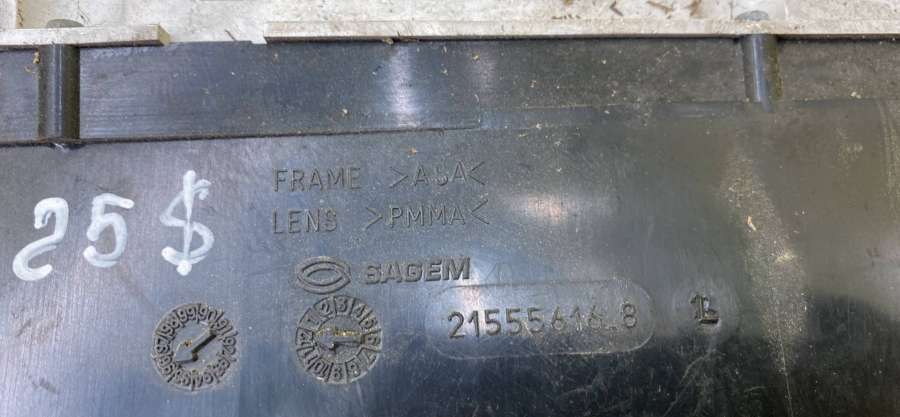 FRAME >ASA<
LENS >PMMA<
25 $
SAGEM
21555616-8